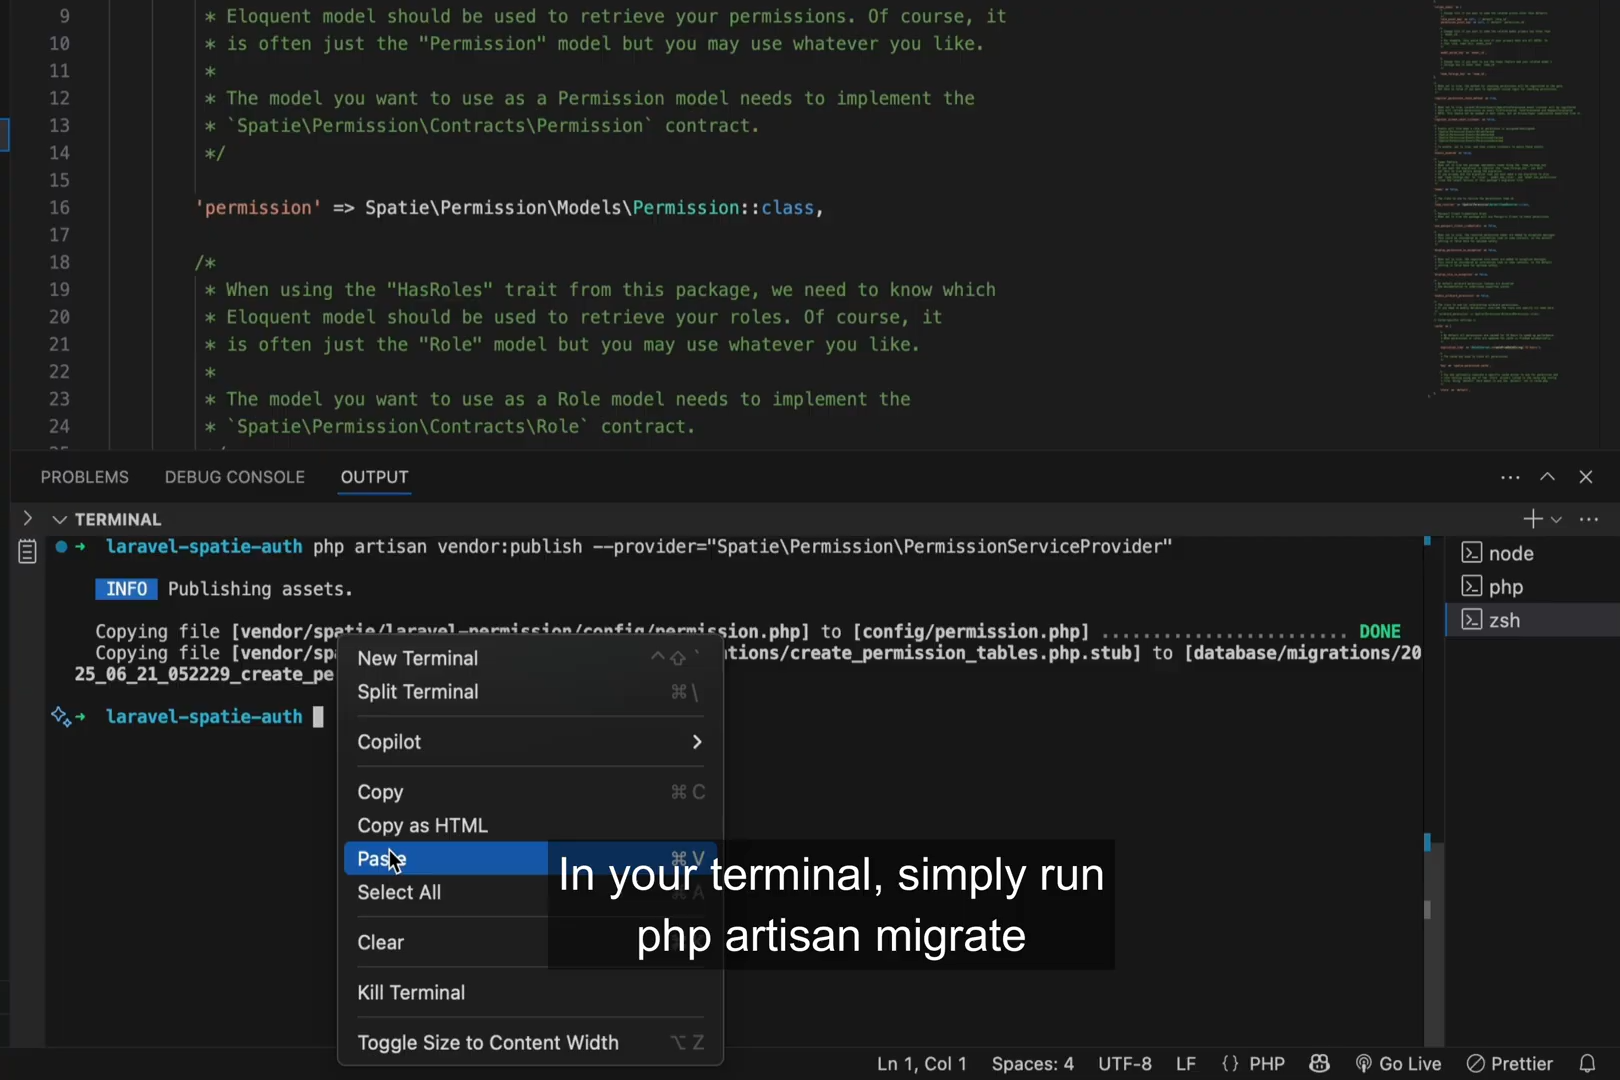 9 * Eloquent model should be used to retrieve your permissions. Of course, it
10 * is often just the "Permission" model but you may use whatever you like.
11 *
12 * The model you want to use as a Permission model needs to implement the
13 * `Spatie\Permission\Contracts\Permission` contract.
14 */
15
16 'permission' => Spatie\Permission\Models\Permission::class,
17
18 /*
19 * When using the "HasRoles" trait from this package, we need to know which
20 * Eloquent model should be used to retrieve your roles. Of course, it
21 * is often just the "Role" model but you may use whatever you like.
22 *
23 * The model you want to use as a Role model needs to implement the
24 * `Spatie\Permission\Contracts\Role` contract.
PROBLEMS DEBUG CONSOLE OUTPUT
TERMINAL
laravel-spatie-auth php artisan vendor:publish --provider="Spatie\Permission\PermissionServiceProvider"
INFO Publishing assets.
Copying file [vendor/spatie/laravel-permission/config/permission.php] to [config/permission.php] ....................... DONE
Copying file [vendor/sp tions/create_permission_tables.php.stub] to [database/migrations/20
25_06_21_052229_create_pe
laravel-spatie-auth
node
php
zsh
New Terminal ^⇧`
Split Terminal ⌘\
Copilot
Copy ⌘C
Copy as HTML
Paste ⌘V
Select All A
Clear
Kill Terminal
Toggle Size to Content Width ⌥Z
In your terminal, simply run
php artisan migrate
Ln 1, Col 1 Spaces: 4 UTF-8 LF {} PHP Go Live Prettier